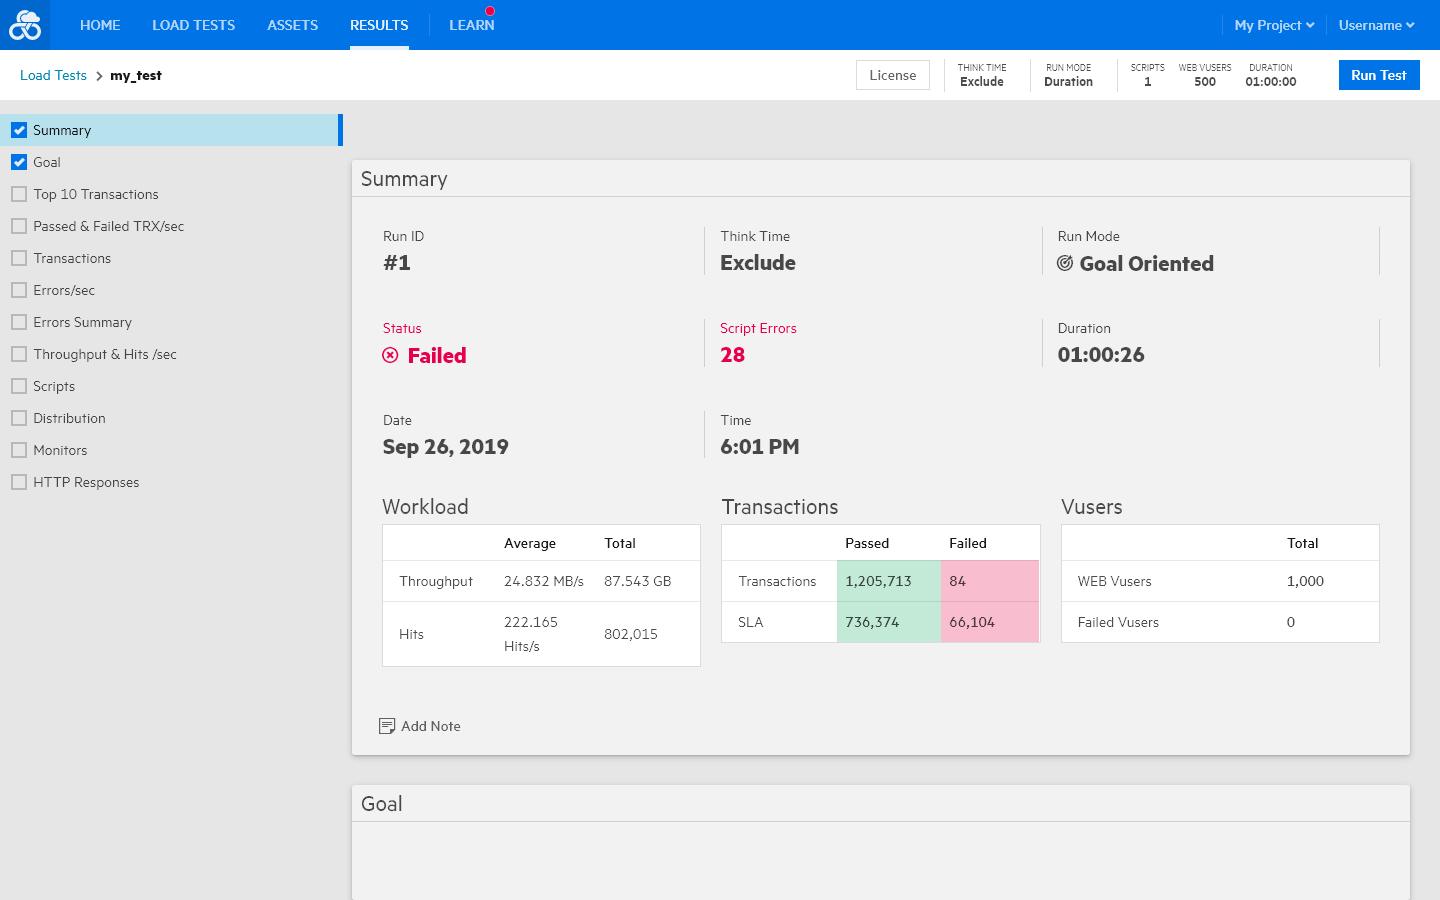 HOME
LOAD TESTS
ASSETS
RESULTS
LEARN
My Project
Username
Load Tests
my_test
License
THINK TIME
Exclude
RUN MODE
Duration
SCRIPTS
1
WEB VUSERS
500
DURATION
01:00:00
Run Test
Summary
Goal
Top 10 Transactions
Passed & Failed TRX/sec
Transactions
Errors/sec
Errors Summary
Throughput & Hits /sec
Scripts
Distribution
Monitors
HTTP Responses
Summary
Run ID
#1
Think Time
Exclude
Run Mode
Goal Oriented
Status
Failed
Script Errors
28
Duration
01:00:26
Date
Sep 26, 2019
Time
6:01 PM
Workload
Average Total
Throughput 24.832 MB/s 87.543 GB
Hits 222.165 Hits/s 802,015
Transactions
Passed Failed
Transactions 1,205,713 84
SLA 736,374 66,104
Vusers
Total
WEB Vusers 1,000
Failed Vusers 0
Add Note
Goal